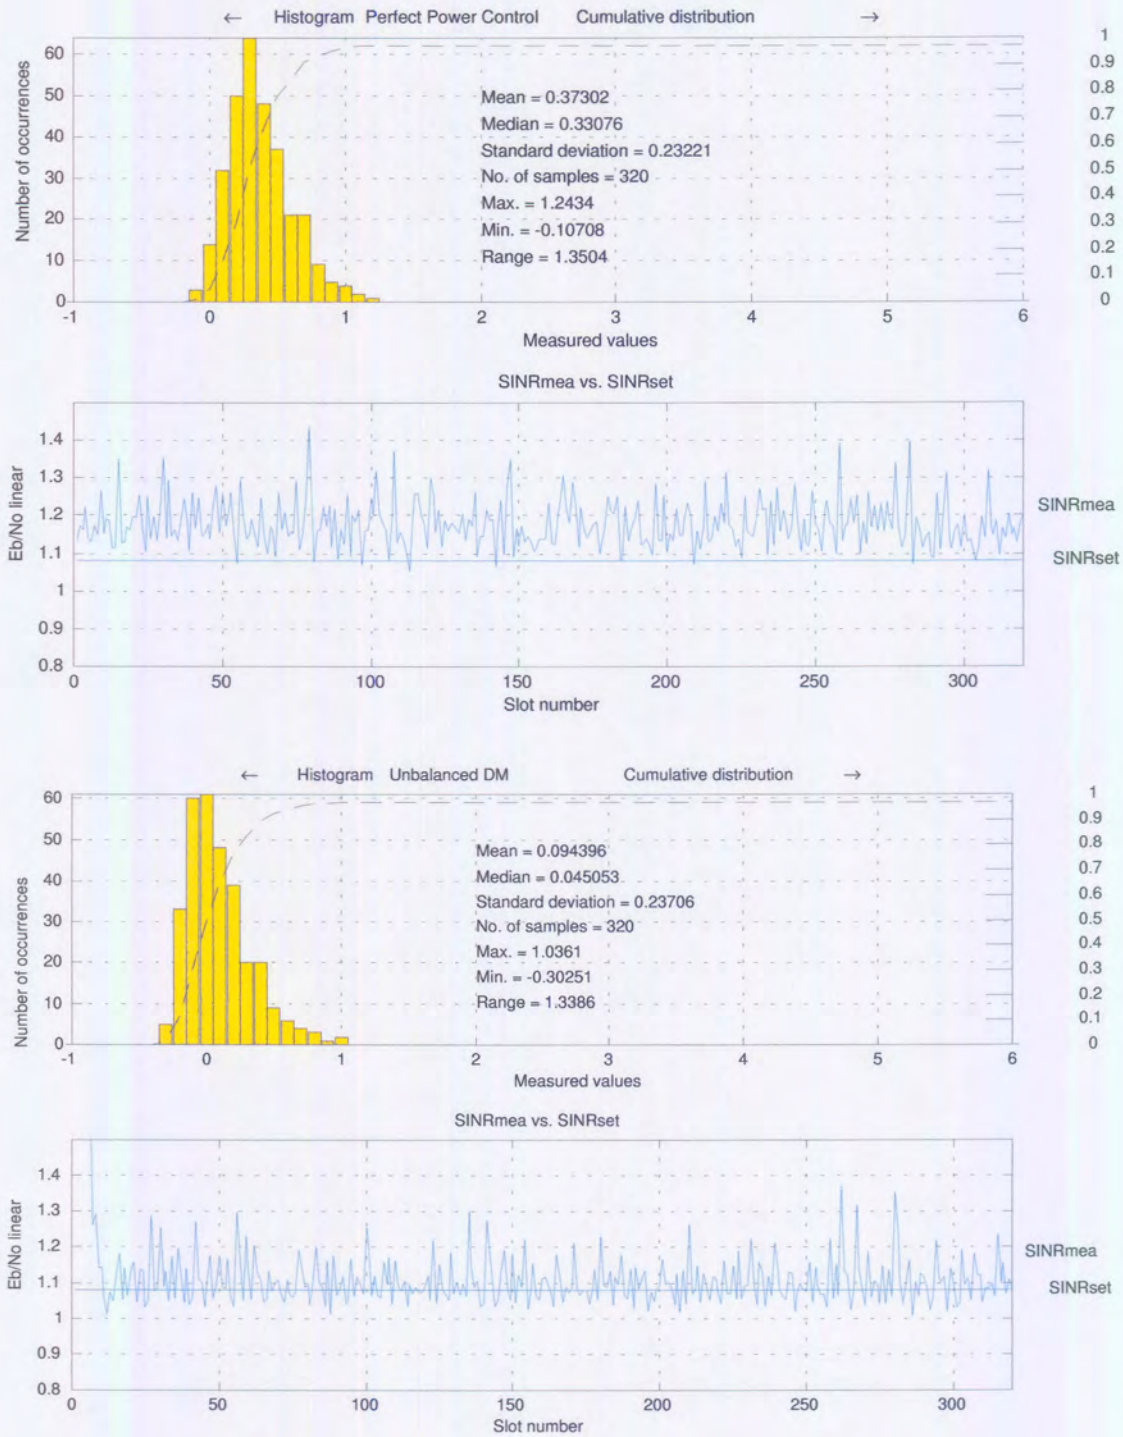 ← Histogram Perfect Power Control Cumulative distribution →
Number of occurrences
60
50
40
30
20
10
0
Mean = 0.37302
Median = 0.33076
Standard deviation = 0.23221
No. of samples = 320
Max. = 1.2434
Min. = -0.10708
Range = 1.3504
1
0.9
0.8
0.7
0.6
0.5
0.4
0.3
0.2
0.1
0
-1 0 1 2 3 4 5 6
Measured values
SINRmea vs. SINRset
Eb/No linear
1.4
1.3
1.2
1.1
1
0.9
0.8
SINRmea
SINRset
0 50 100 150 200 250 300
Slot number
← Histogram Unbalanced DM Cumulative distribution →
Number of occurrences
60
50
40
30
20
10
0
Mean = 0.094396
Median = 0.045053
Standard deviation = 0.23706
No. of samples = 320
Max. = 1.0361
Min. = -0.30251
Range = 1.3386
1
0.9
0.8
0.7
0.6
0.5
0.4
0.3
0.2
0.1
0
-1 0 1 2 3 4 5 6
Measured values
SINRmea vs. SINRset
Eb/No linear
1.4
1.3
1.2
1.1
1
0.9
0.8
SINRmea
SINRset
0 50 100 150 200 250 300
Slot number